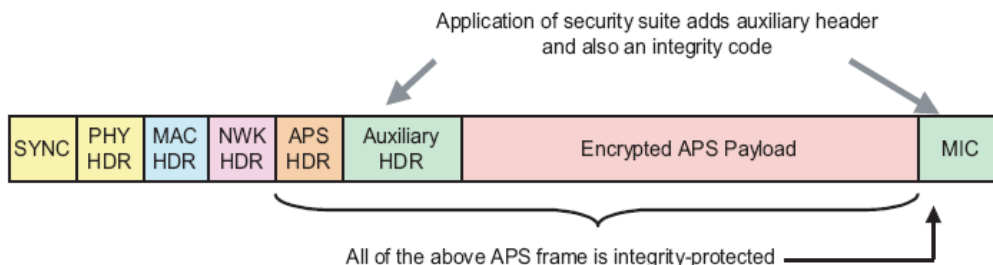 Application of security suite adds auxiliary header
and also an integrity code
SYNC
PHY
HDR
MAC
HDR
NWK
HDR
APS
HDR
Auxiliary
HDR
Encrypted APS Payload
MIC
All of the above APS frame is integrity-protected